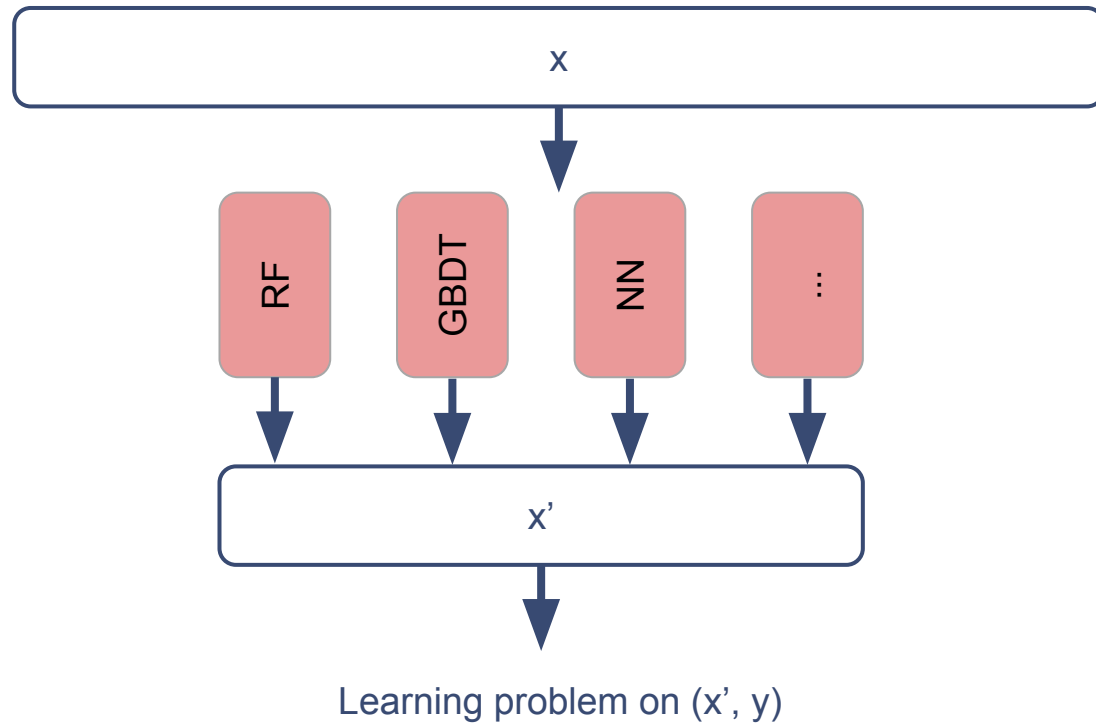 x
RF
GBDT
NN
...
x’
Learning problem on (x’, y)